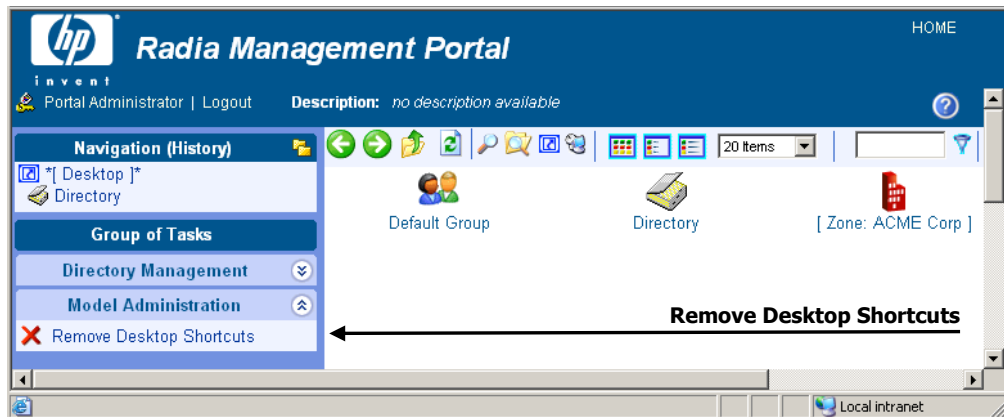 hp
invent
Radia Management Portal
HOME
Portal Administrator | Logout
Description: no description available
?
Navigation (History)
20 Items
*[ Desktop ]*
Directory
Default Group
Directory
[ Zone: ACME Corp ]
Group of Tasks
Directory Management
Model Administration
Remove Desktop Shortcuts
Remove Desktop Shortcuts
Local intranet